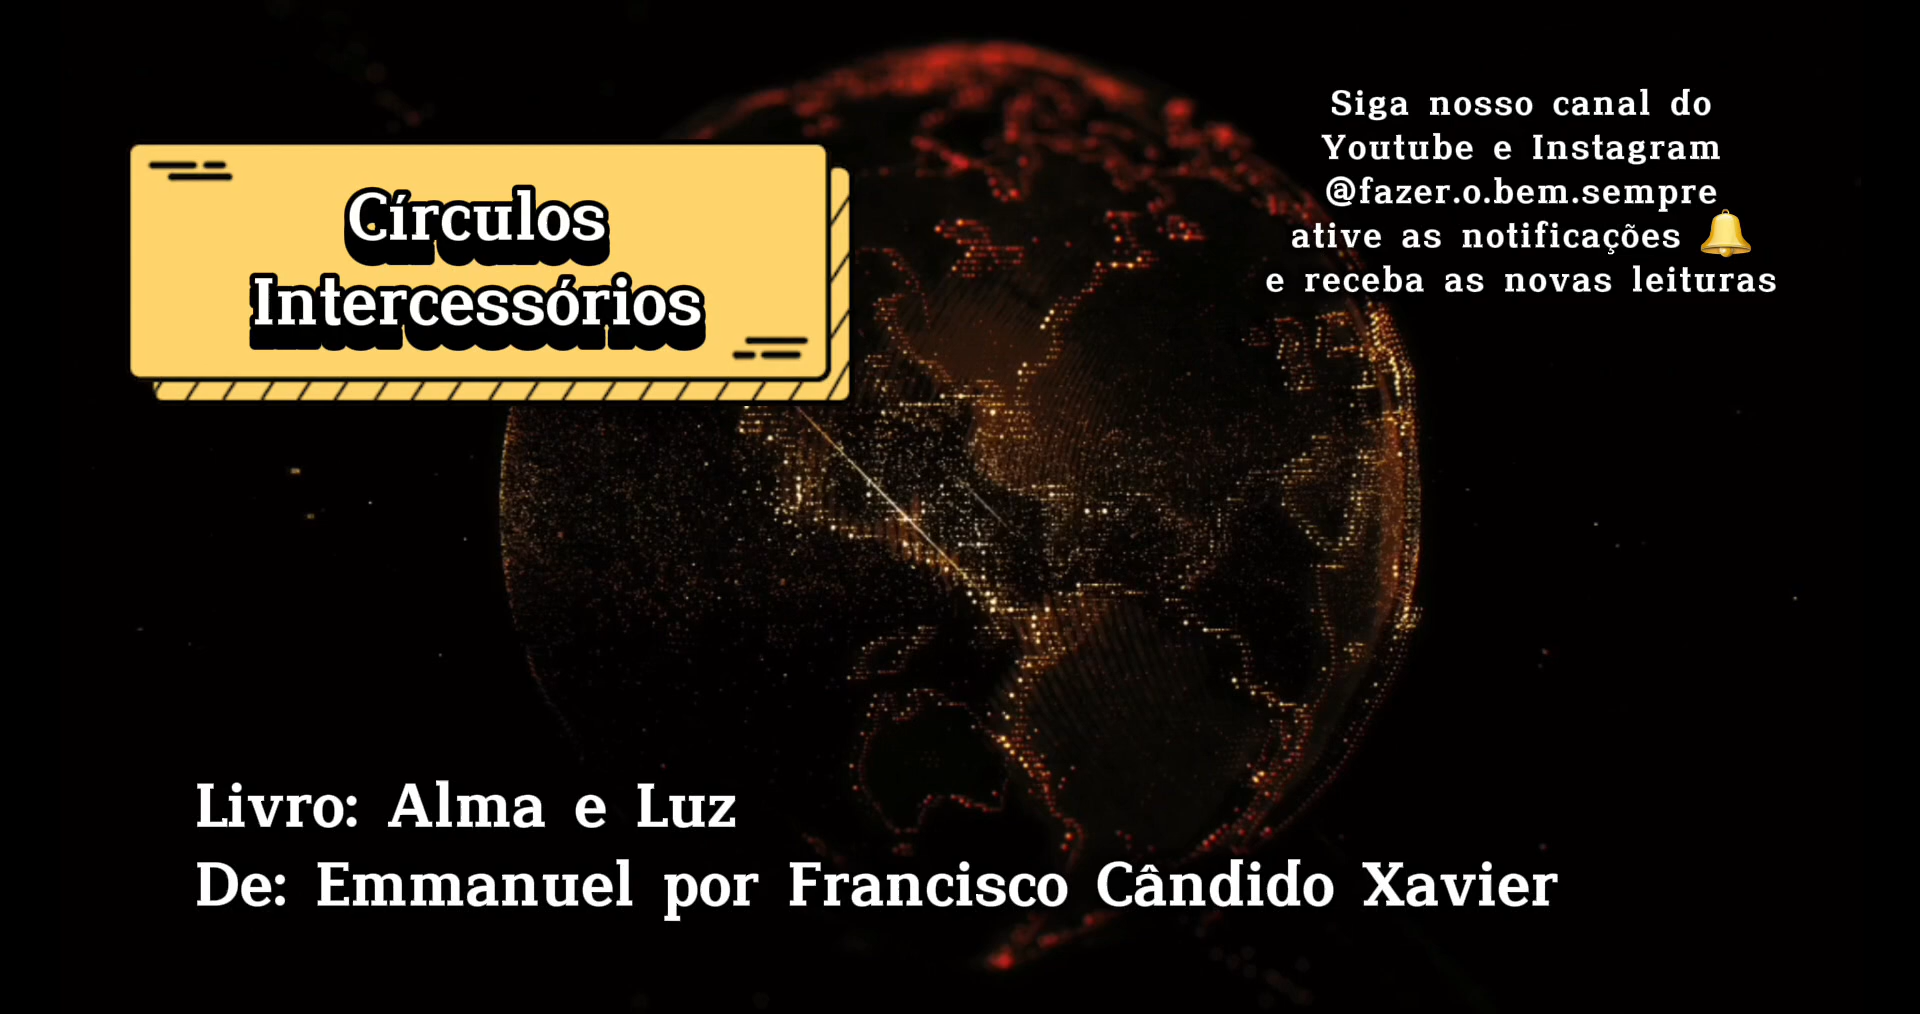 Círculos
Intercessórios
Siga nosso canal do
Youtube e Instagram
@fazer.o.bem.sempre
ative as notificações 🔔
e receba as novas leituras
Livro: Alma e Luz
De: Emmanuel por Francisco Cândido Xavier